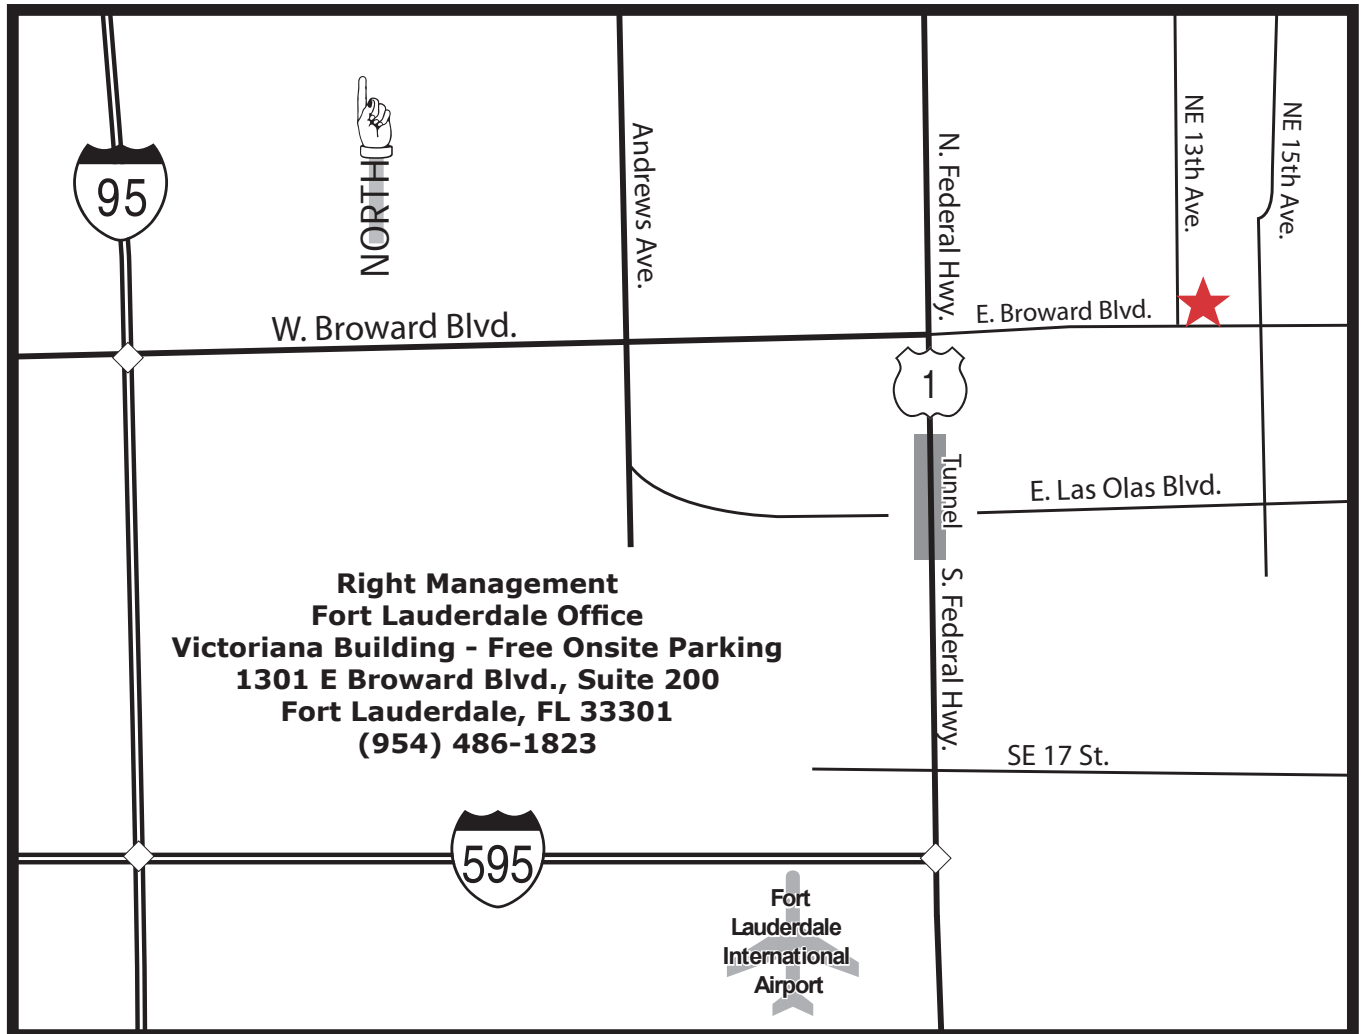 95
NORTH
Andrews Ave.
N. Federal Hwy.
NE 13th Ave.
NE 15th Ave.
W. Broward Blvd.
E. Broward Blvd.
1
Tunnel
E. Las Olas Blvd.
S. Federal Hwy.
Right Management
Fort Lauderdale Office
Victoriana Building - Free Onsite Parking
1301 E Broward Blvd., Suite 200
Fort Lauderdale, FL 33301
(954) 486-1823
SE 17 St.
595
Fort
Lauderdale
International
Airport